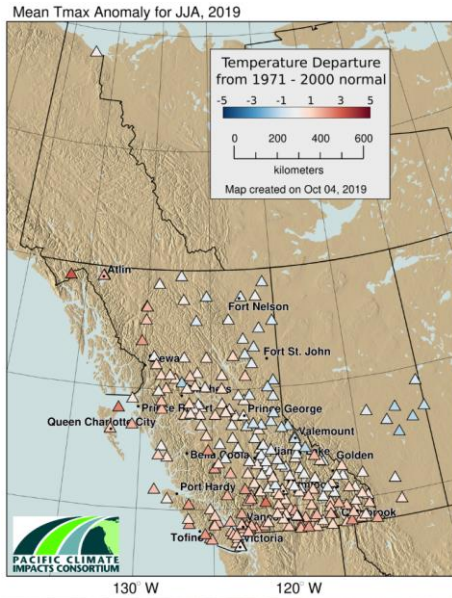 Mean Tmax Anomaly for JJA, 2019
Temperature Departure
from 1971 - 2000 normal
-5 -3 -1 1 3 5
0 200 400 600
kilometers
Map created on Oct 04, 2019
Atlin
Fort Nelson
Fort St. John
Prince George
Queen Charlotte City
Valemount
Golden
Bella Coola
Port Hardy
Tofino
Victoria
PACIFIC CLIMATE
IMPACTS CONSORTIUM
130° W 120° W